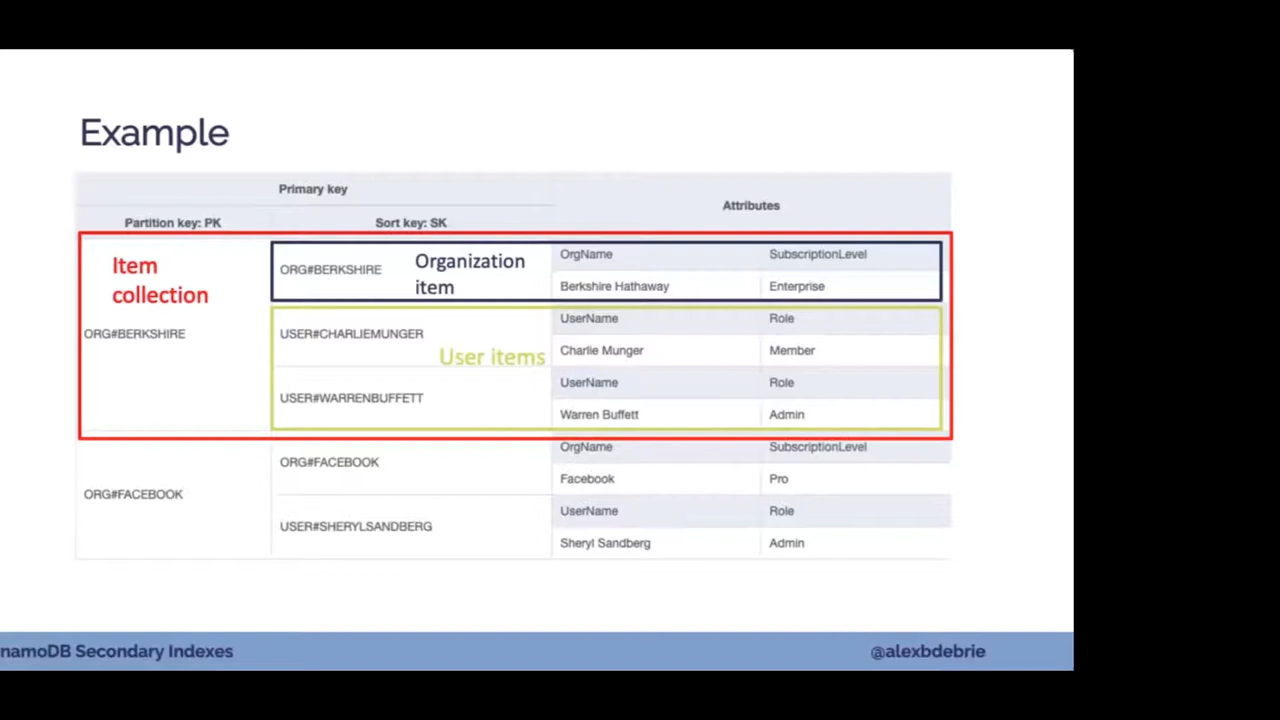 Example
Primary key
Attributes
Partition key: PK
Sort key: SK
Item
collection
ORG#BERKSHIRE
ORG#BERKSHIRE
Organization
item
OrgName
SubscriptionLevel
Berkshire Hathaway
Enterprise
USER#CHARLIEMUNGER
User items
UserName
Role
Charlie Munger
Member
USER#WARRENBUFFETT
UserName
Role
Warren Buffett
Admin
ORG#FACEBOOK
ORG#FACEBOOK
OrgName
SubscriptionLevel
Facebook
Pro
USER#SHERYLSANDBERG
UserName
Role
Sheryl Sandberg
Admin
namoDB Secondary Indexes
@alexbdebrie